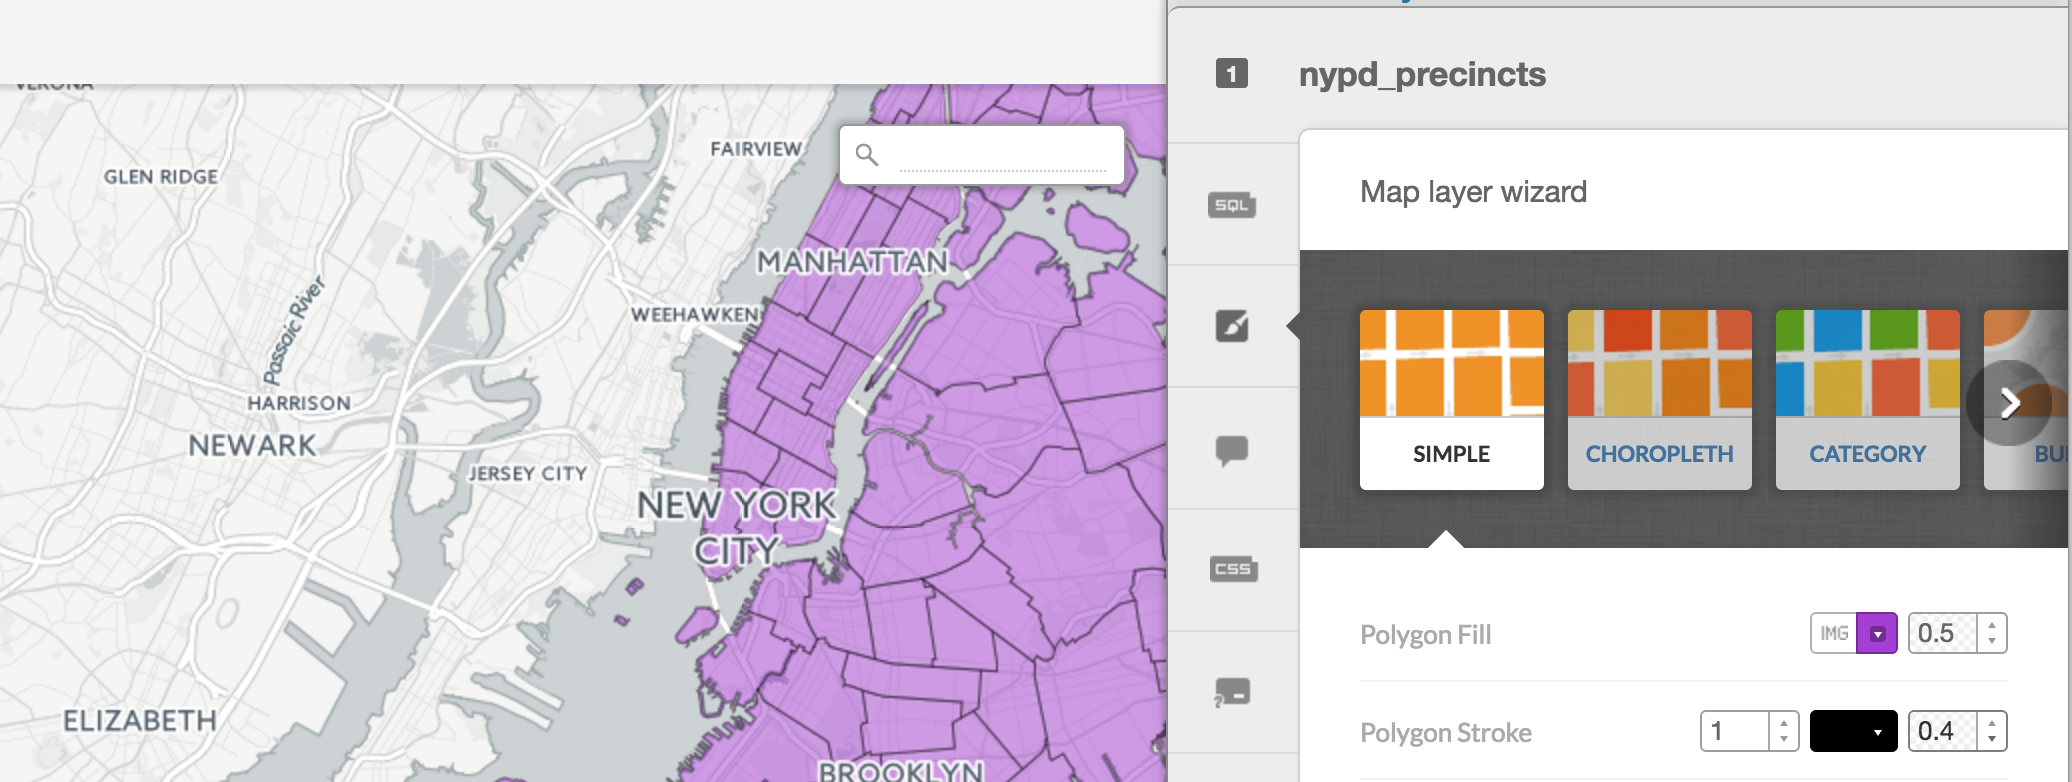 VERONA
GLEN RIDGE
FAIRVIEW
MANHATTAN
WEEHAWKEN
Passaic River
HARRISON
NEWARK
JERSEY CITY
NEW YORK
CITY
ELIZABETH
BROOKLYN
1
nypd_precincts
SQL
CSS
?
Map layer wizard
SIMPLE
CHOROPLETH
CATEGORY
Polygon Fill
IMG
0.5
Polygon Stroke
1
0.4